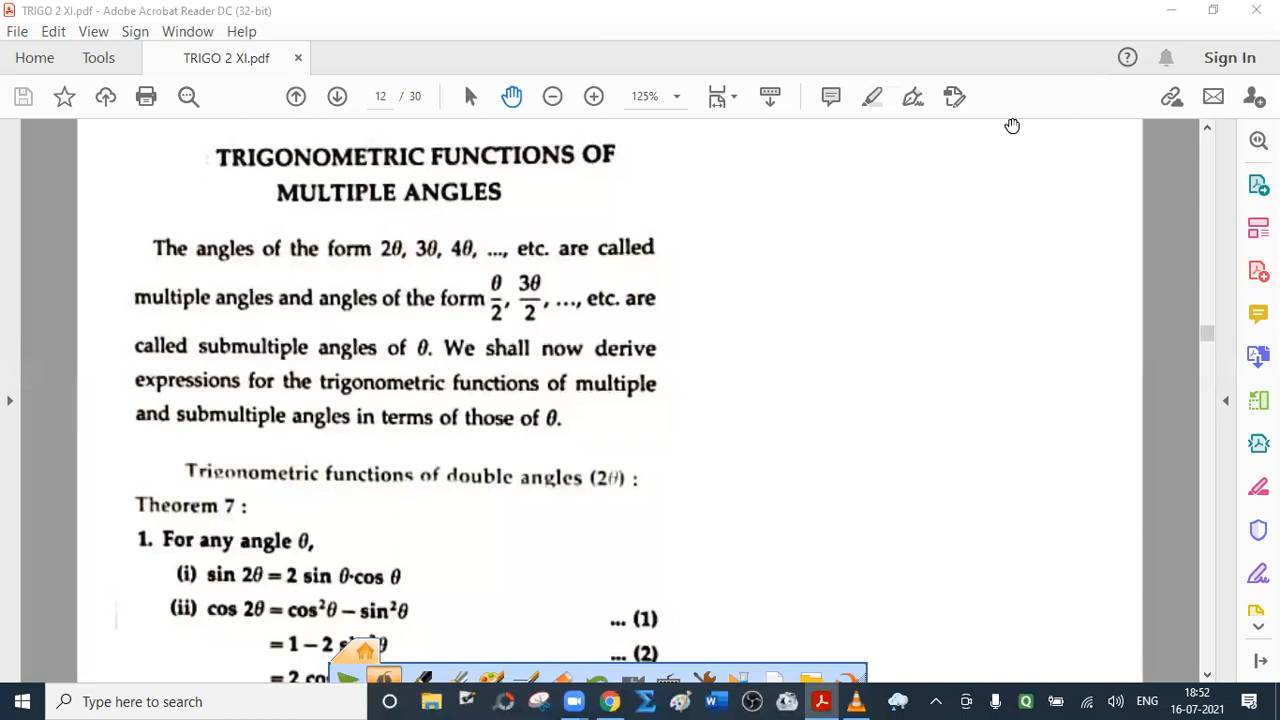 TRIGO 2 XI.pdf - Adobe Acrobat Reader DC (32-bit)
File Edit View Sign Window Help
Home Tools TRIGO 2 XI.pdf × Sign In
12 / 30 125%
TRIGONOMETRIC FUNCTIONS OF
MULTIPLE ANGLES
The angles of the form 2θ, 3θ, 4θ, ..., etc. are called
multiple angles and angles of the form θ/2, 3θ/2, ..., etc. are
called submultiple angles of θ. We shall now derive
expressions for the trigonometric functions of multiple
and submultiple angles in terms of those of θ.
Trigonometric functions of double angles (2θ) :
Theorem 7 :
1. For any angle θ,
(i) sin 2θ = 2 sin θ·cos θ
(ii) cos 2θ = cos²θ − sin²θ ... (1)
= 1 − 2 ... (2)
= 2
Type here to search
ENG 18:52
16-07-2021